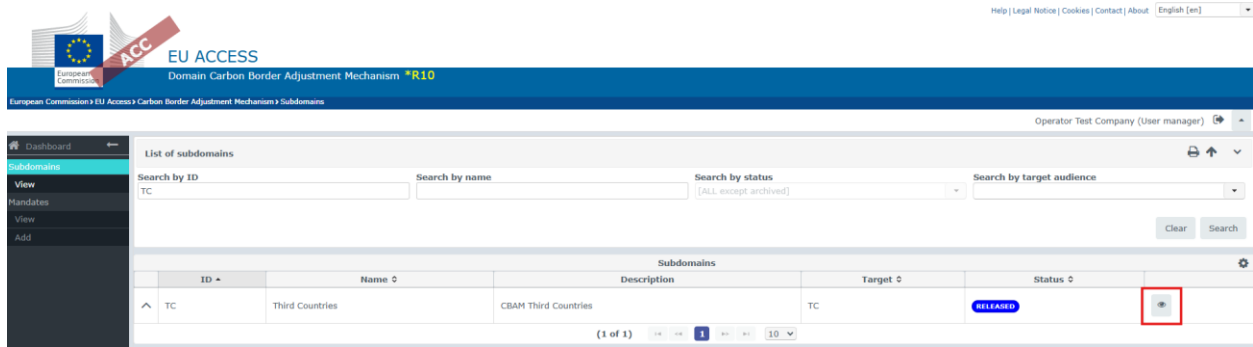 Help | Legal Notice | Cookies | Contact | About English [en]
ACC
European
Commission
EU ACCESS
Domain Carbon Border Adjustment Mechanism *R10
European Commission > EU Access > Carbon Border Adjustment Mechanism > Subdomains
Operator Test Company (User manager)
Dashboard
Subdomains
View
Mandates
View
Add
List of subdomains
Search by ID Search by name Search by status Search by target audience
TC [ALL except archived]
Clear Search
Subdomains
ID Name Description Target Status
TC Third Countries CBAM Third Countries TC RELEASED
(1 of 1) 1 10